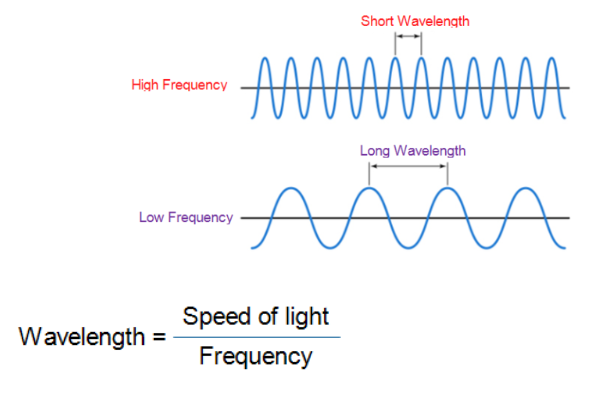 Short Wavelength
High Frequency
Long Wavelength
Low Frequency
Wavelength = Speed of light
Frequency